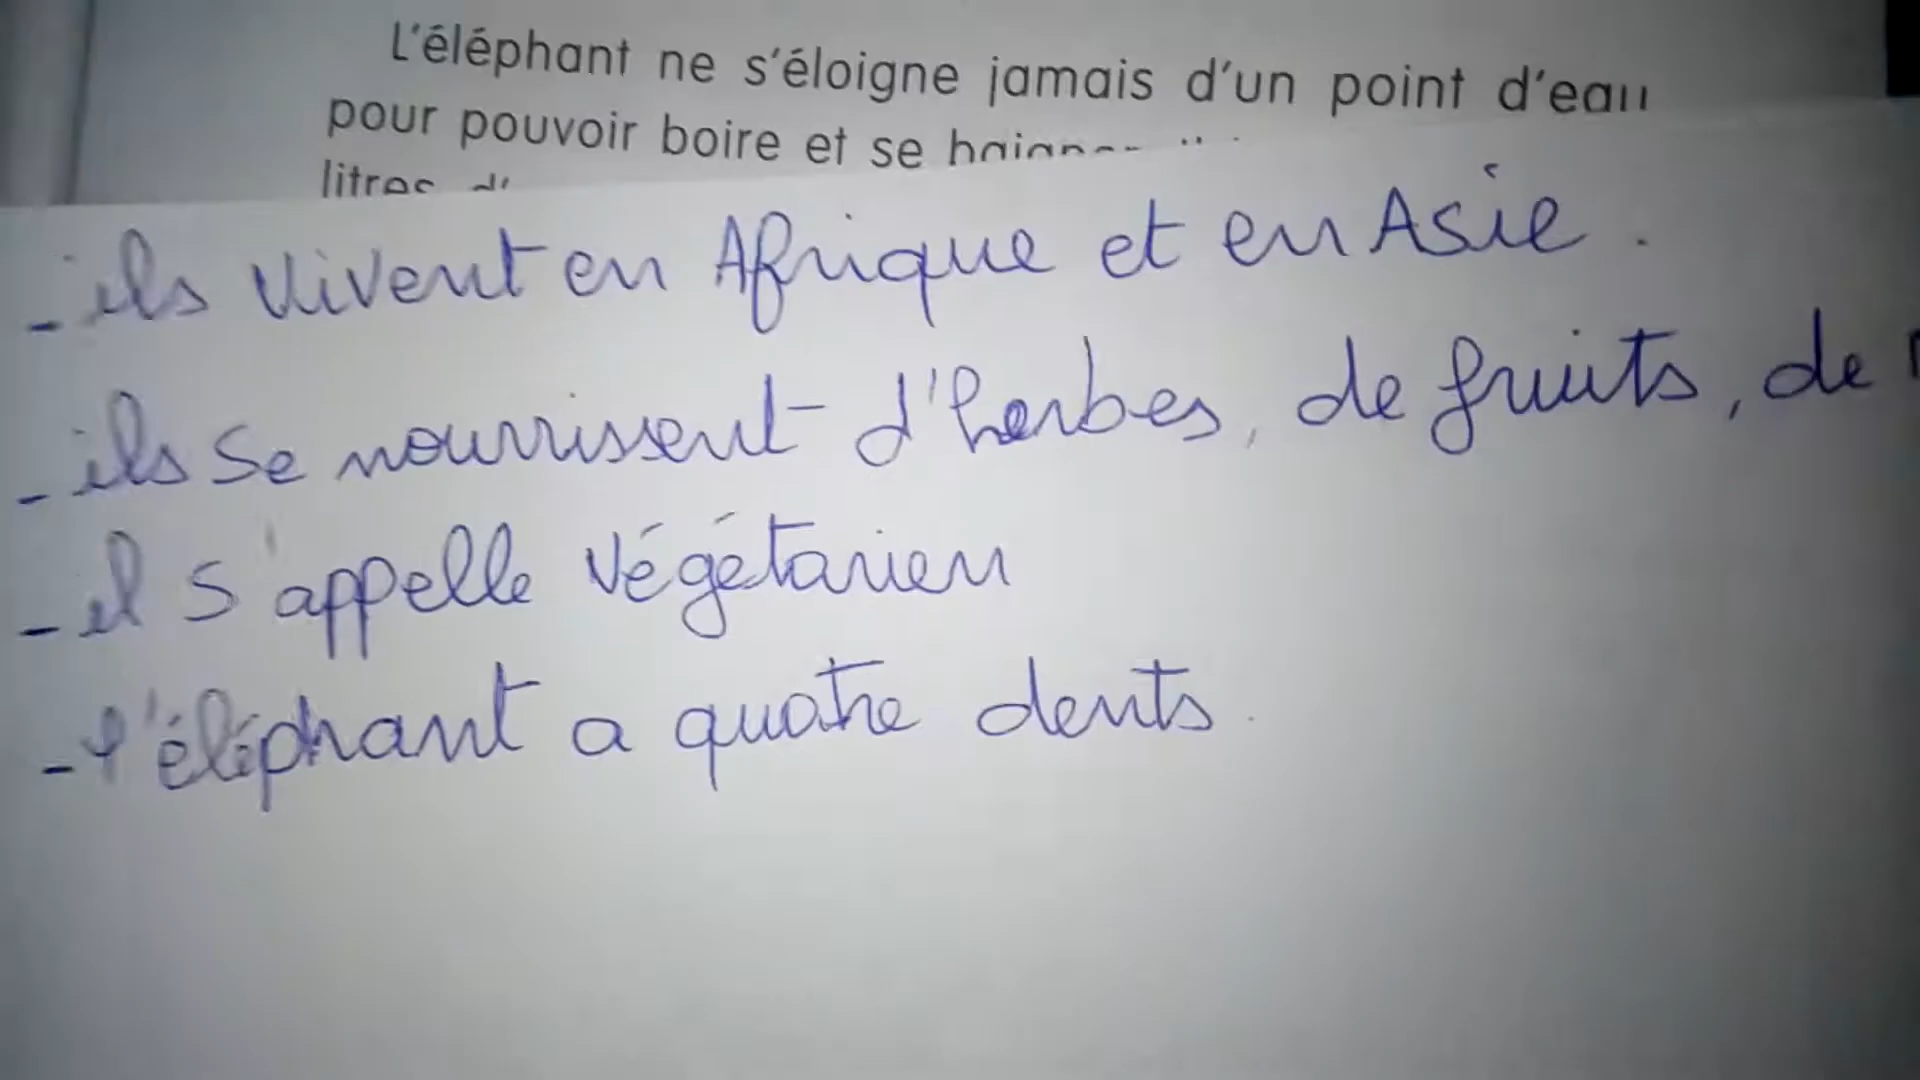 L'éléphant ne s'éloigne jamais d'un point d'eau
pour pouvoir boire et se
litres
- ils vivent en Afrique et en Asie.
- ils se nourrissent d'herbes, de fruits, de
- il s'appelle végétarien
- l'éléphant a quatre dents.